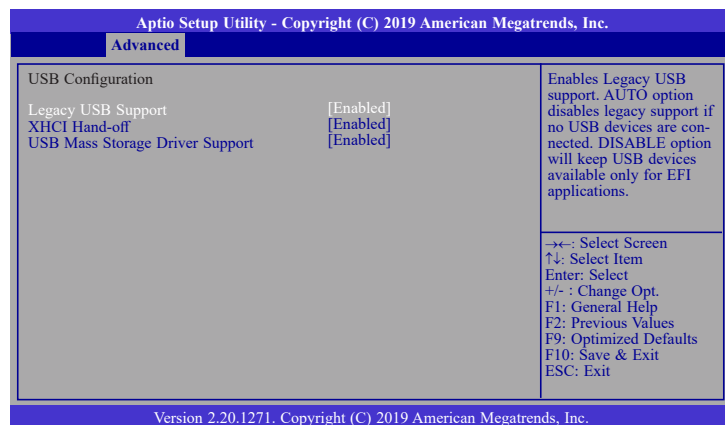 Aptio Setup Utility - Copyright (C) 2019 American Megatrends, Inc.
Advanced
USB Configuration
Legacy USB Support [Enabled]
XHCI Hand-off [Enabled]
USB Mass Storage Driver Support [Enabled]
Enables Legacy USB
support. AUTO option
disables legacy support if
no USB devices are con-
nected. DISABLE option
will keep USB devices
available only for EFI
applications.
→←: Select Screen
↑↓: Select Item
Enter: Select
+/- : Change Opt.
F1: General Help
F2: Previous Values
F9: Optimized Defaults
F10: Save & Exit
ESC: Exit
Version 2.20.1271. Copyright (C) 2019 American Megatrends, Inc.